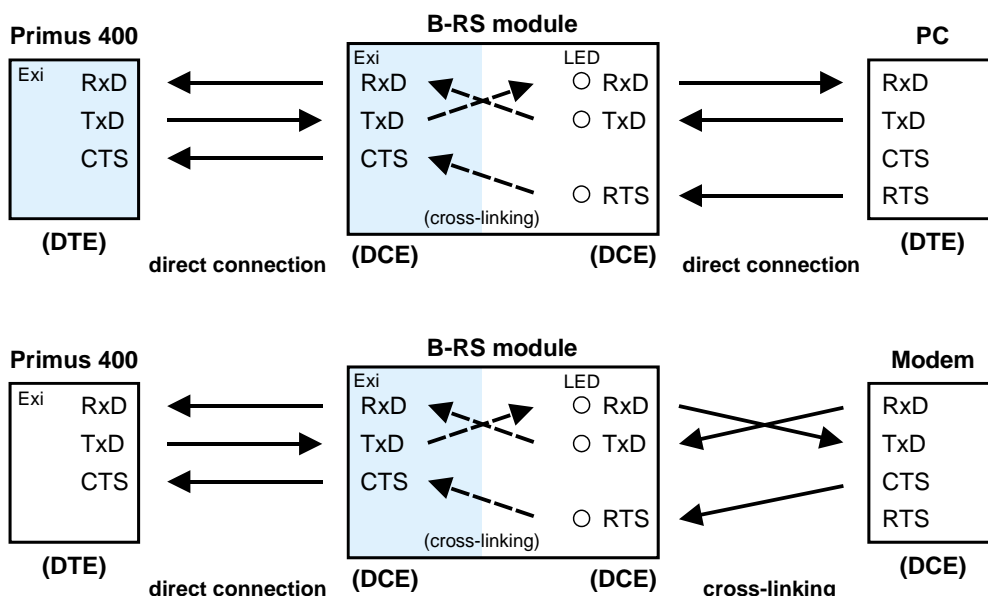 B-RS module
Primus 400
PC
Exi
RxD
TxD
CTS
Exi
LED
RxD
RxD
TxD
TxD
CTS
RTS
(cross-linking)
RxD
TxD
CTS
RTS
(DTE)
(DCE)
(DCE)
(DTE)
direct connection
direct connection
B-RS module
Primus 400
Modem
Exi
RxD
TxD
CTS
Exi
LED
RxD
RxD
TxD
TxD
CTS
RTS
(cross-linking)
RxD
TxD
CTS
RTS
(DTE)
(DCE)
(DCE)
(DCE)
direct connection
cross-linking